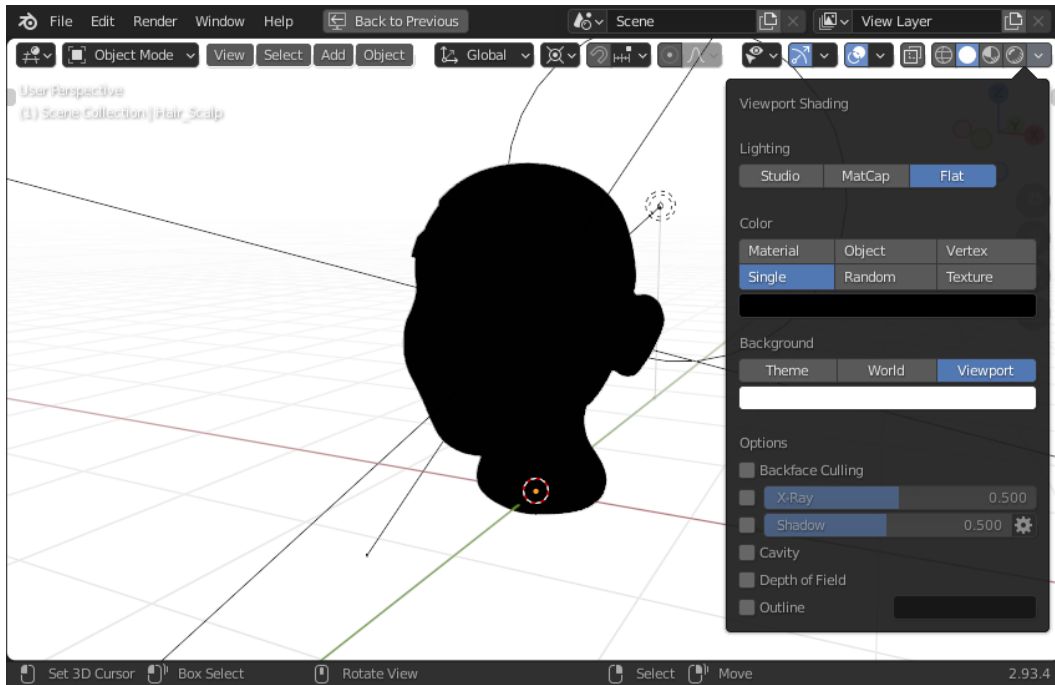 File Edit Render Window Help Back to Previous Scene View Layer
Object Mode View Select Add Object Global
User Perspective
(1) Scene Collection | Hair_Scalp
Viewport Shading
Lighting
Studio MatCap Flat
Color
Material Object Vertex
Single Random Texture
Background
Theme World Viewport
Options
Backface Culling
X-Ray 0.500
Shadow 0.500
Cavity
Depth of Field
Outline
Set 3D Cursor Box Select Rotate View Select Move 2.93.4